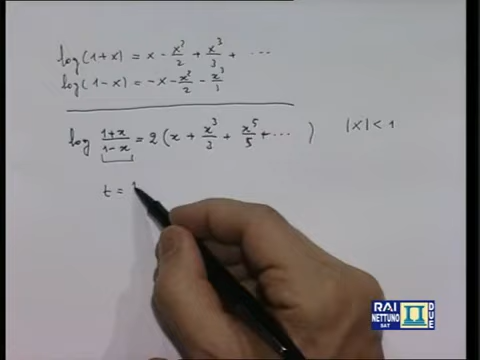 log(1+x) = x - x²/2 + x³/3 + ...
log(1-x) = -x - x²/2 - x³/3
log (1+x)/(1-x) = 2 ( x + x³/3 + x⁵/5 + ... ) |x| < 1
t =
RAI
NETTUNO
SAT
DUE